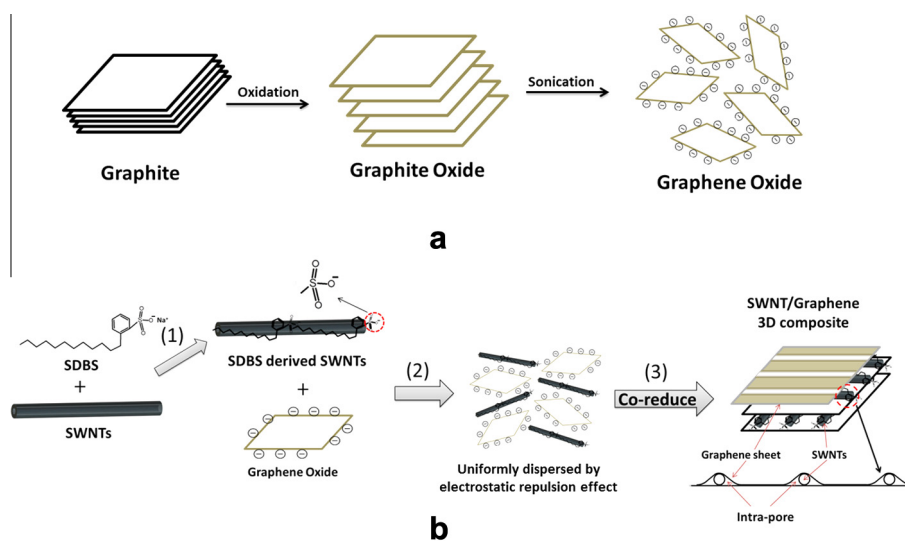 Oxidation
Sonication
Graphite
Graphite Oxide
Graphene Oxide
a
SDBS
+
SWNTs
O
S
O
O⁻
Na⁺
(1)
O
S
O
O⁻
SDBS derived SWNTs
+
Graphene Oxide
(2)
Uniformly dispersed by
electrostatic repulsion effect
(3)
Co-reduce
SWNT/Graphene
3D composite
Graphene sheet
SWNTs
Intra-pore
b